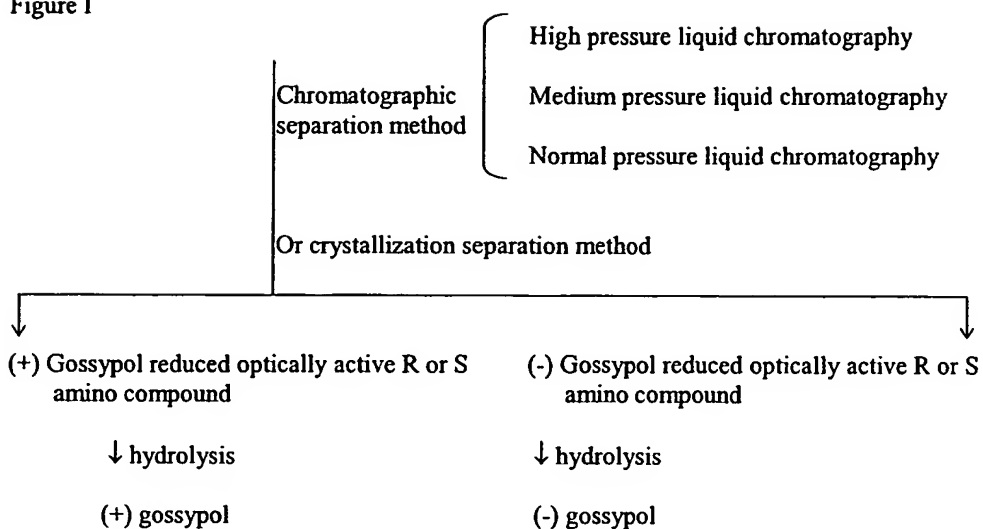 Figure 1
High pressure liquid chromatography
Chromatographic
separation method
Medium pressure liquid chromatography
Normal pressure liquid chromatography
Or crystallization separation method
(+) Gossypol reduced optically active R or S
amino compound
(-) Gossypol reduced optically active R or S
amino compound
↓ hydrolysis
↓ hydrolysis
(+) gossypol
(-) gossypol